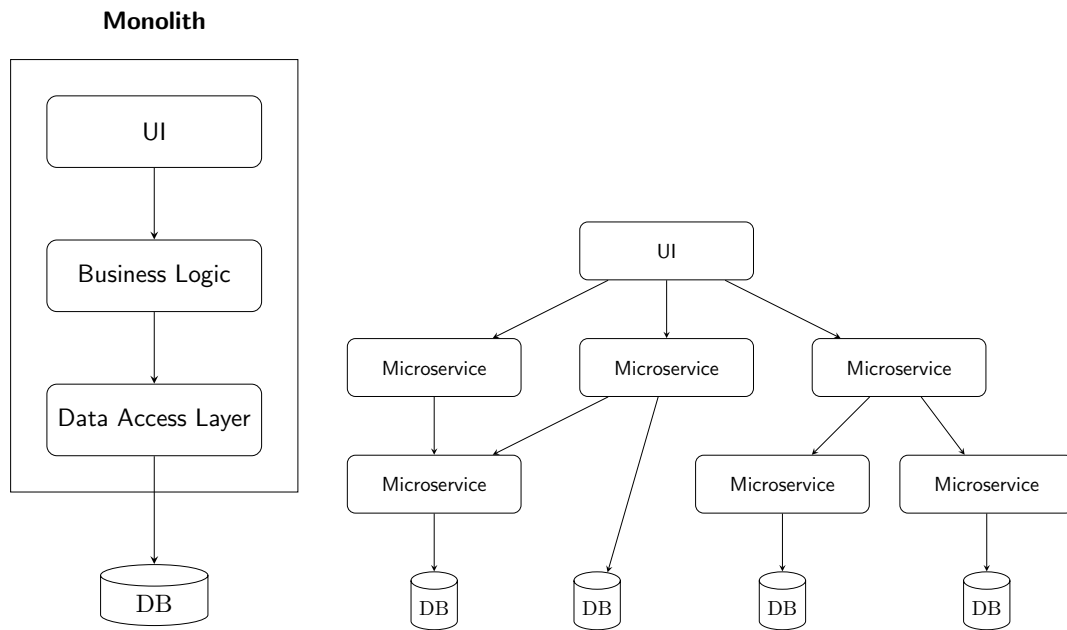 Monolith
UI
Business Logic
Data Access Layer
DB
UI
Microservice
Microservice
Microservice
Microservice
Microservice
Microservice
DB
DB
DB
DB